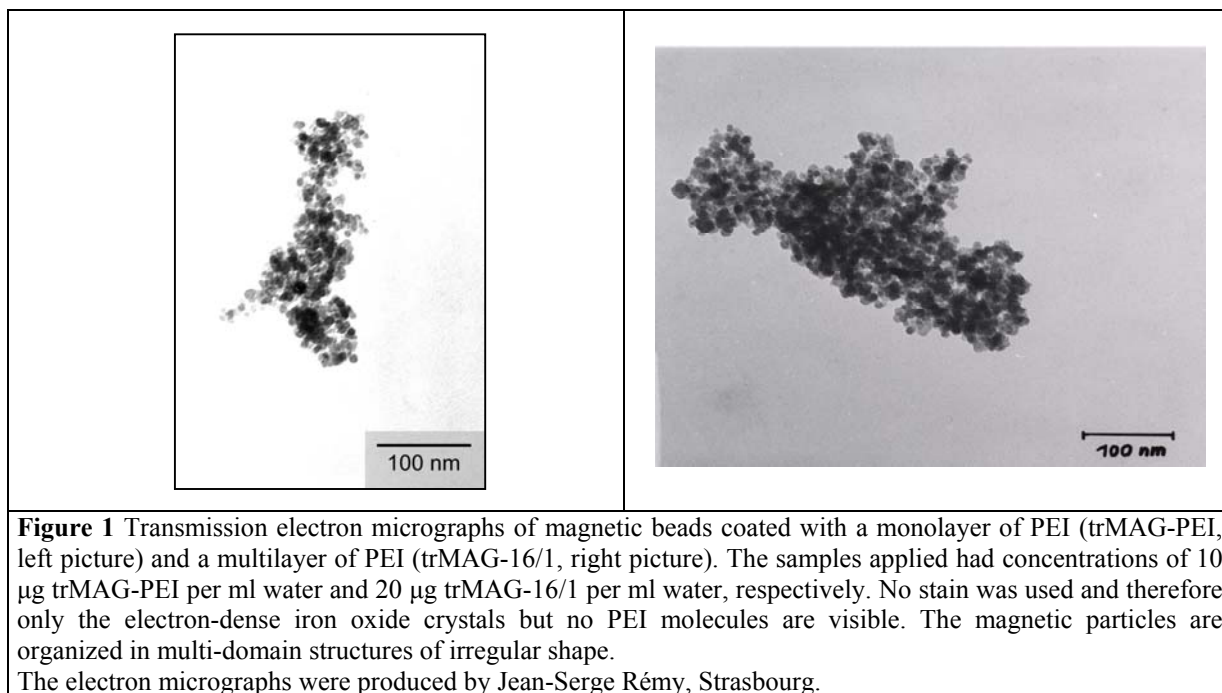 100 nm
100 nm
Figure 1 Transmission electron micrographs of magnetic beads coated with a monolayer of PEI (trMAG-PEI,
left picture) and a multilayer of PEI (trMAG-16/1, right picture). The samples applied had concentrations of 10
µg trMAG-PEI per ml water and 20 µg trMAG-16/1 per ml water, respectively. No stain was used and therefore
only the electron-dense iron oxide crystals but no PEI molecules are visible. The magnetic particles are
organized in multi-domain structures of irregular shape.
The electron micrographs were produced by Jean-Serge Rémy, Strasbourg.